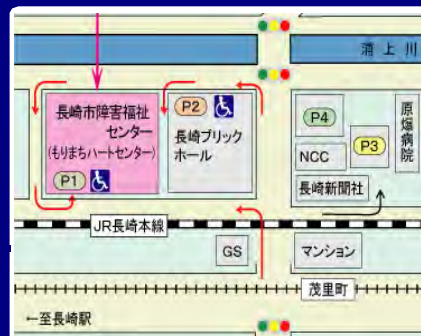 浦上川
長崎市障害福祉
センター
(もりまちハートセンター)
P1
P2
長崎ブリック
ホール
P4
P3
NCC
長崎新聞社
原爆病院
JR長崎本線
GS
マンション
茂里町
←至長崎駅